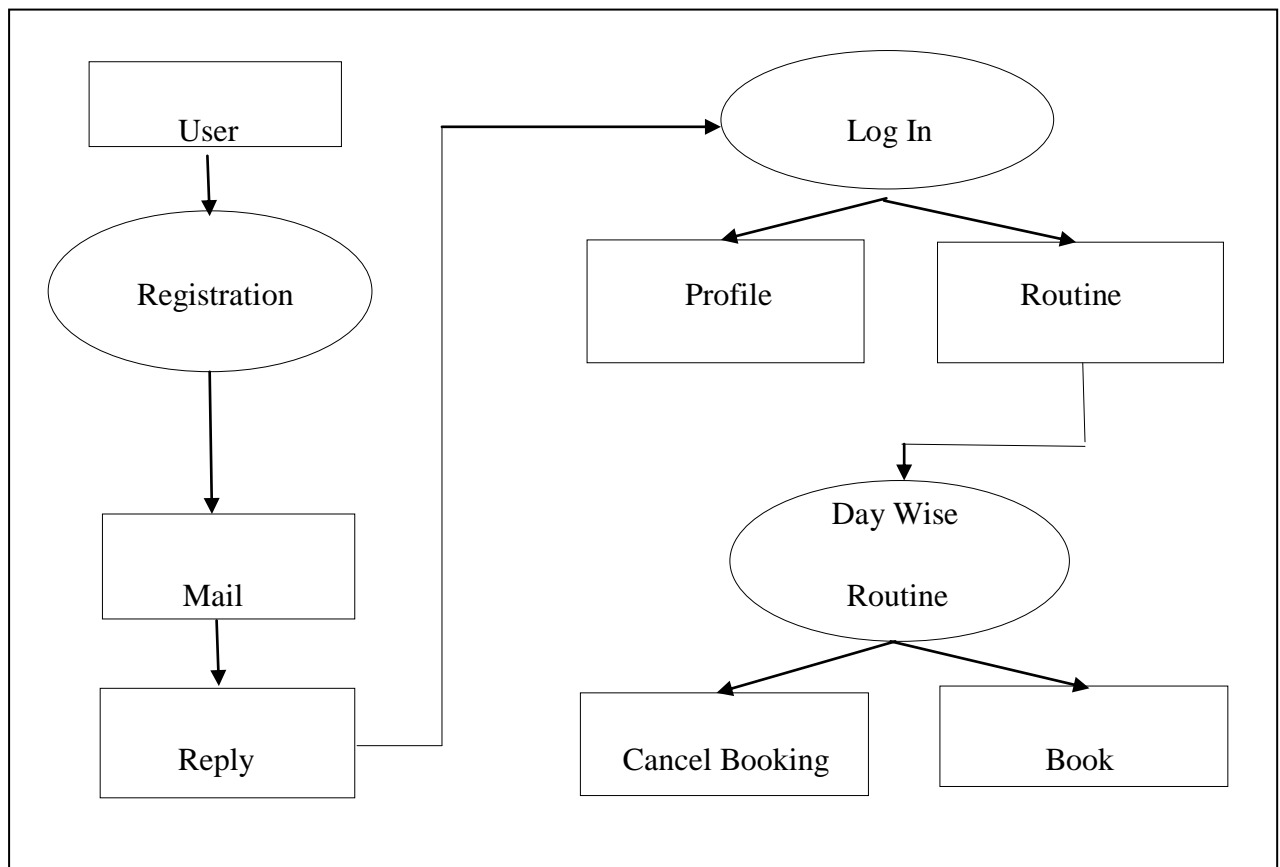 User
Registration
Mail
Reply
Log In
Profile
Routine
Day Wise
Routine
Cancel Booking
Book